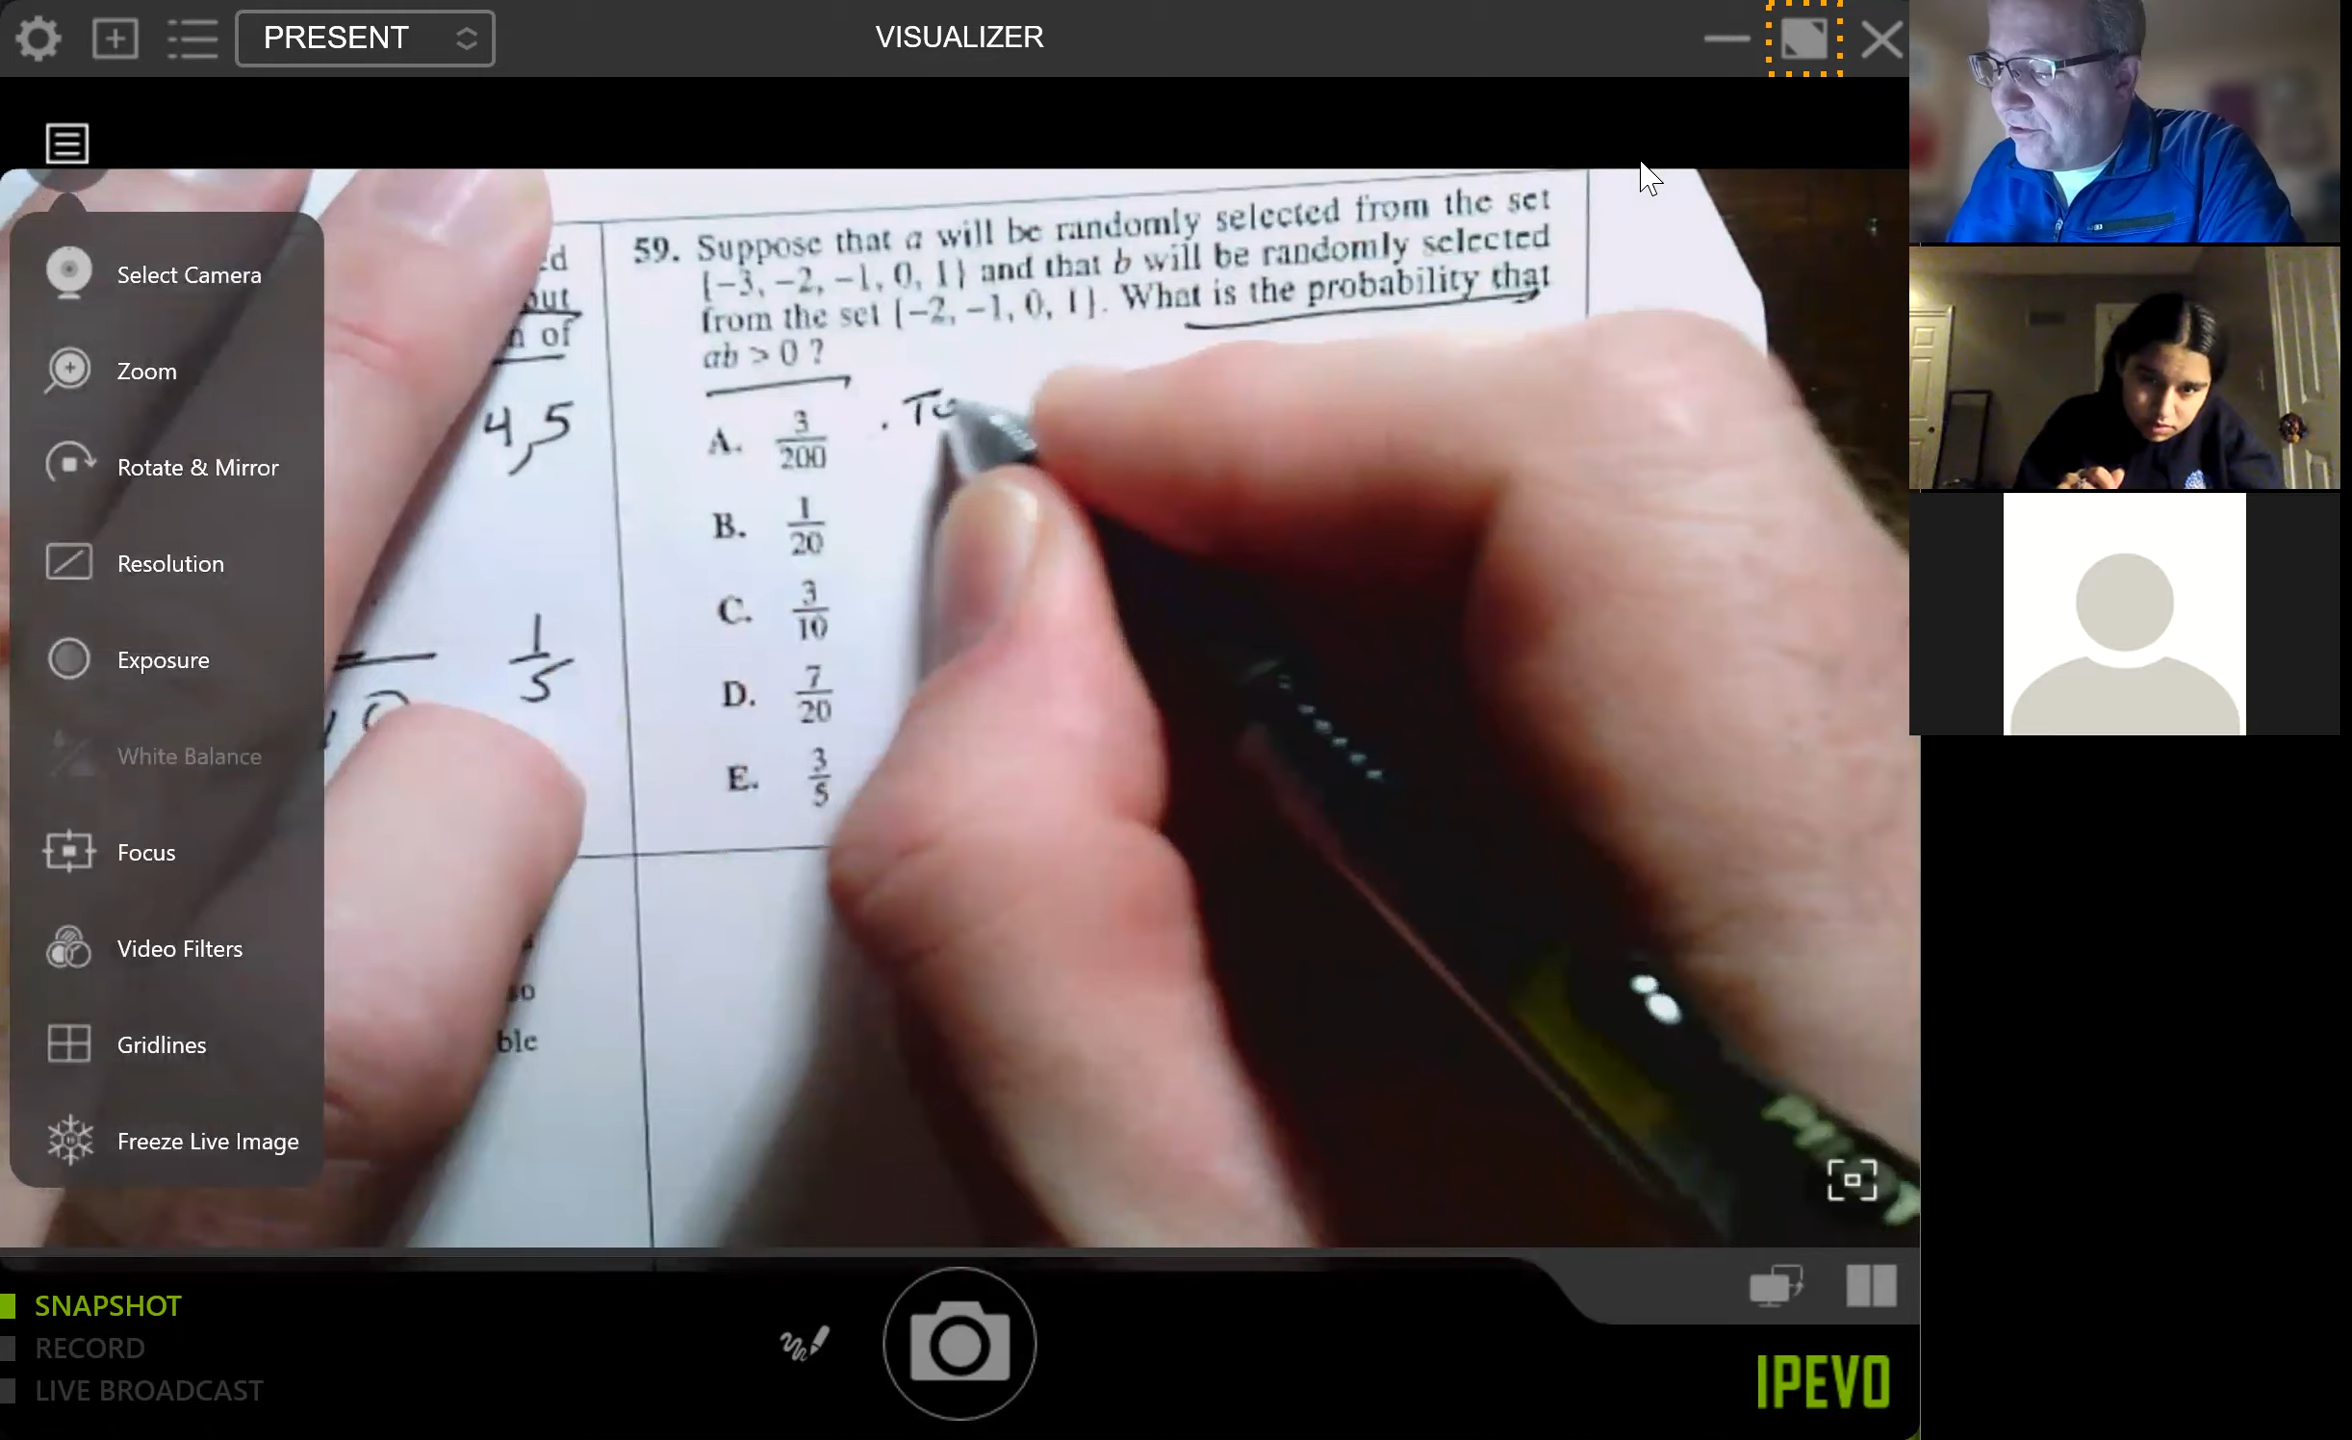 PRESENT
VISUALIZER
Select Camera
Zoom
Rotate & Mirror
Resolution
Exposure
White Balance
Focus
Video Filters
Gridlines
Freeze Live Image
out
n of
4,5
1/5
ble
59. Suppose that a will be randomly selected from the set
{-3, -2, -1, 0, 1} and that b will be randomly selected
from the set {-2, -1, 0, 1}. What is the probability that
ab > 0 ?
A. 3/200
B. 1/20
C. 3/10
D. 7/20
E. 3/5
SNAPSHOT
RECORD
LIVE BROADCAST
IPEVO